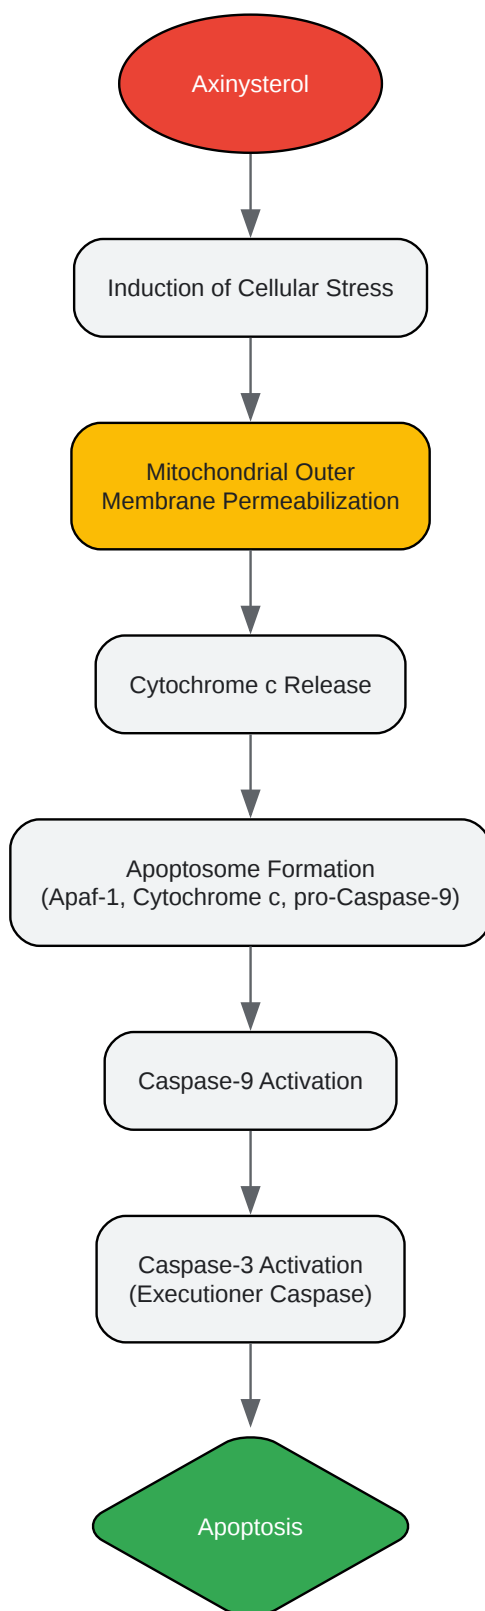 Axinysterol
Induction of Cellular Stress
Mitochondrial Outer
Membrane Permeabilization
Cytochrome c Release
Apoptosome Formation
(Apaf-1, Cytochrome c, pro-Caspase-9)
Caspase-9 Activation
Caspase-3 Activation
(Executioner Caspase)
Apoptosis